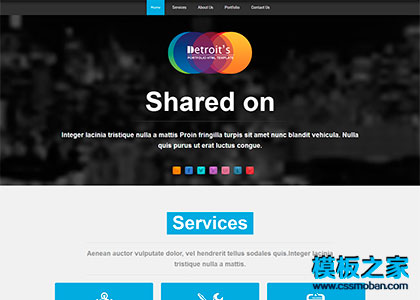 Home Services About Us Portfolio Contact Us
Detroit's
PORTFOLIO HTML TEMPLATE
Shared on
Integer lacinia tristique nulla a mattis Proin fringilla turpis sit amet nunc blandit vehicula. Nulla
quis purus ut erat luctus congue.
Services
Aenean auctor vulputate dolor, vel hendrerit tellus sodales quis.Integer lacinia
tristique nulla a mattis.
模板之家
www.cssmoban.com